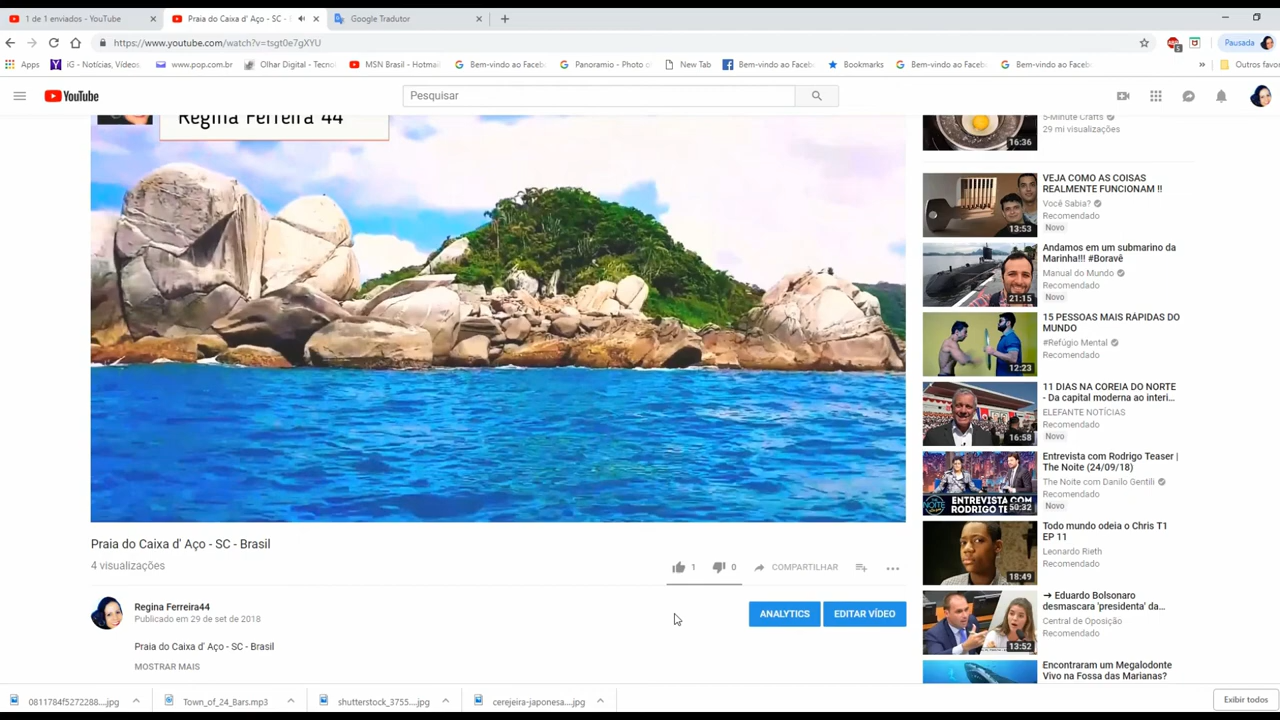 1 de 1 enviados - YouTube
Praia do Caixa d' Aço - SC -
Google Tradutor
https://www.youtube.com/watch?v=tsgt0e7gXYU
Pausada
Apps
iG - Notícias, Vídeos,
www.pop.com.br
Olhar Digital - Tecno
MSN Brasil - Hotmai
Bem-vindo ao Faceb
Panoramio - Photo o
New Tab
Bem-vindo ao Faceb
Bookmarks
Bem-vindo ao Faceb
Bem-vindo ao Faceb
Outros favor
YouTube
Pesquisar
Regina Ferreira 44
5-Minute Crafts
29 mi visualizações
16:36
VEJA COMO AS COISAS
REALMENTE FUNCIONAM !!
Você Sabia?
Recomendado
Novo
13:53
Andamos em um submarino da
Marinha!!! #Boravê
Manual do Mundo
Recomendado
Novo
21:15
15 PESSOAS MAIS RÁPIDAS DO
MUNDO
#Refúgio Mental
Recomendado
12:23
11 DIAS NA COREIA DO NORTE
- Da capital moderna ao interi...
ELEFANTE NOTÍCIAS
Recomendado
Novo
16:58
Entrevista com Rodrigo Teaser |
The Noite (24/09/18)
The Noite com Danilo Gentili
Recomendado
Novo
ENTREVISTA COM
RODRIGO TE
50:32
Todo mundo odeia o Chris T1
EP 11
Leonardo Rieth
Recomendado
18:49
➔ Eduardo Bolsonaro
desmascara 'presidenta' da...
Central de Oposição
Recomendado
13:52
Encontraram um Megalodonte
Vivo na Fossa das Marianas?
Praia do Caixa d' Aço - SC - Brasil
4 visualizações
1
0
COMPARTILHAR
Regina Ferreira44
Publicado em 29 de set de 2018
ANALYTICS
EDITAR VÍDEO
Praia do Caixa d' Aço - SC - Brasil
MOSTRAR MAIS
0811784f5272288....jpg
Town_of_24_Bars.mp3
shutterstock_3755....jpg
cerejeira-japonesa....jpg
Exibir todos